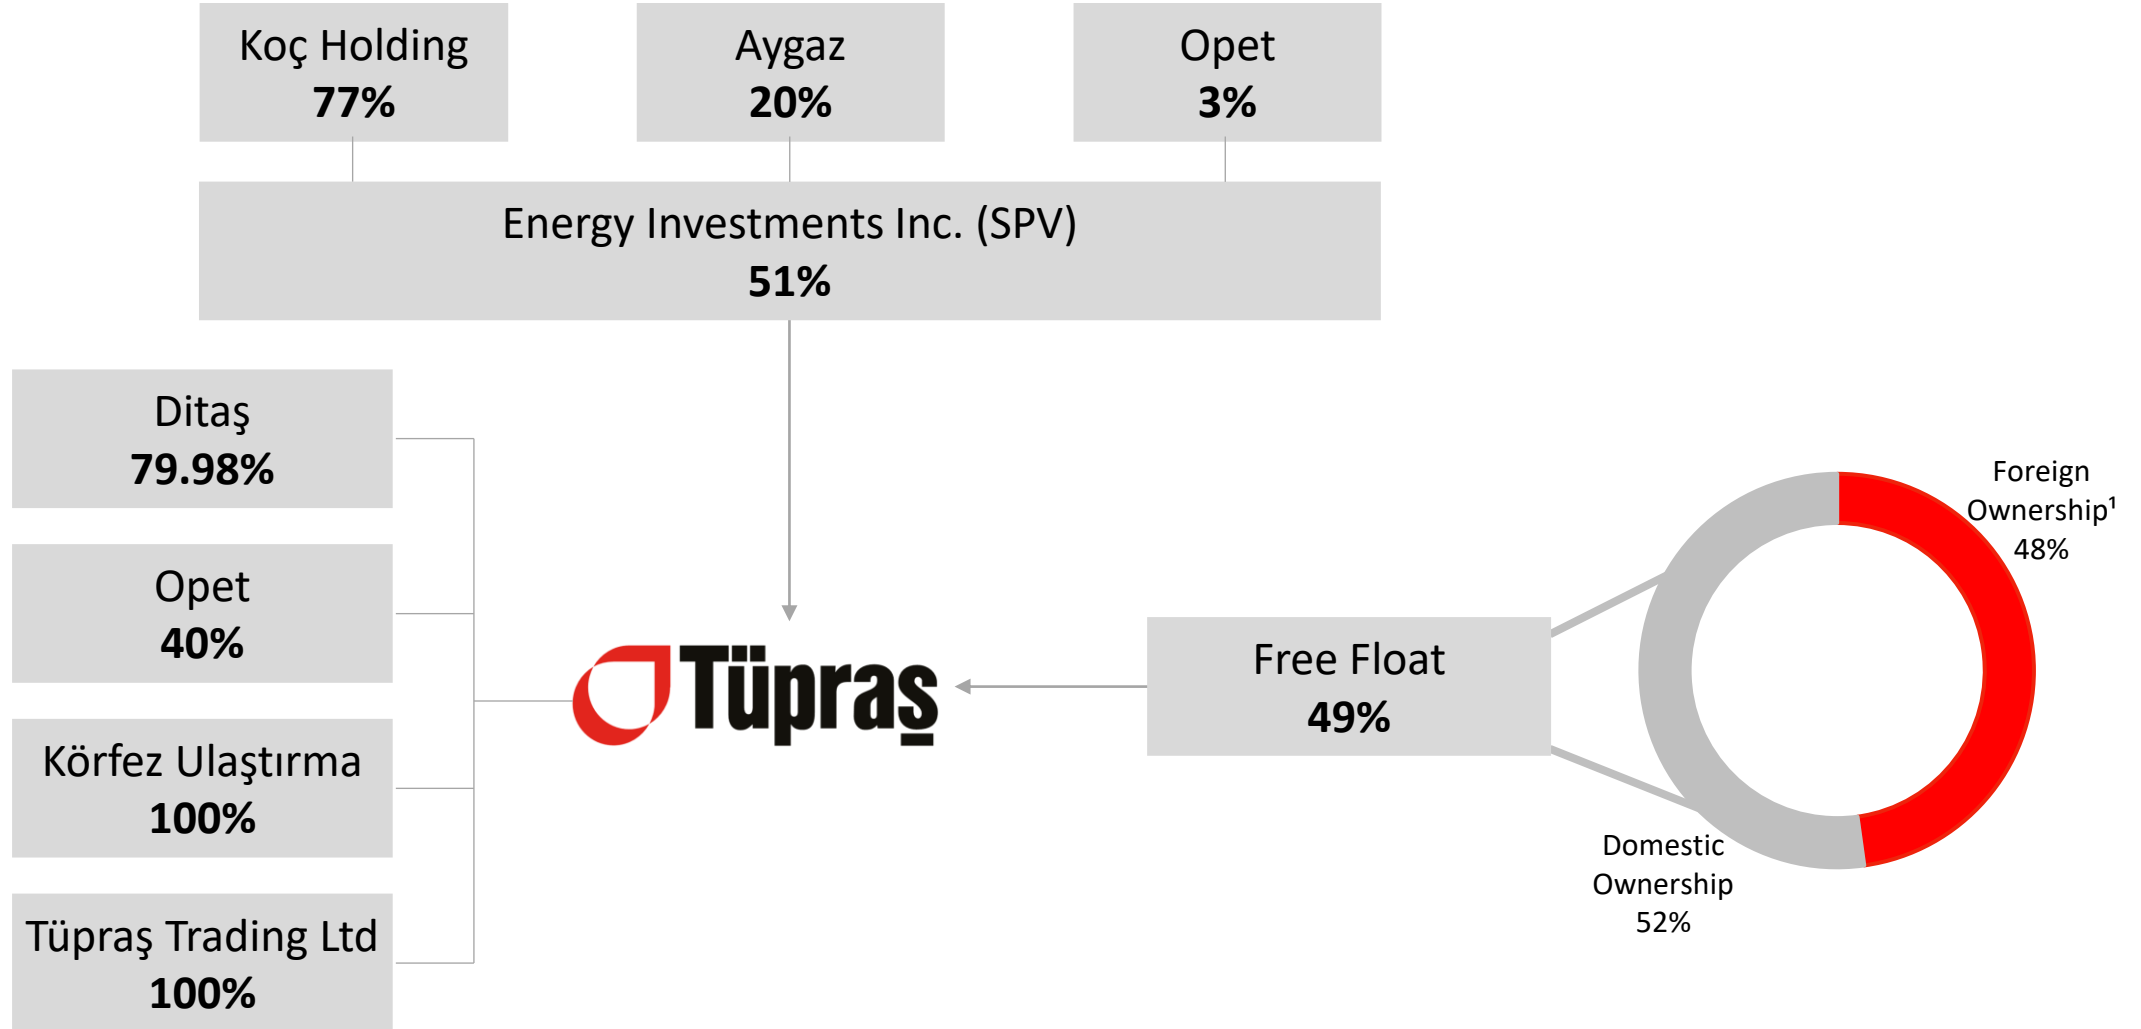 Koç Holding
77%
Aygaz
20%
Opet
3%
Energy Investments Inc. (SPV)
51%
Ditaş
79.98%
Opet
40%
Körfez Ulaştırma
100%
Tüpraş Trading Ltd
100%
Tüpraş
Free Float
49%
Foreign
Ownership¹
48%
Domestic
Ownership
52%